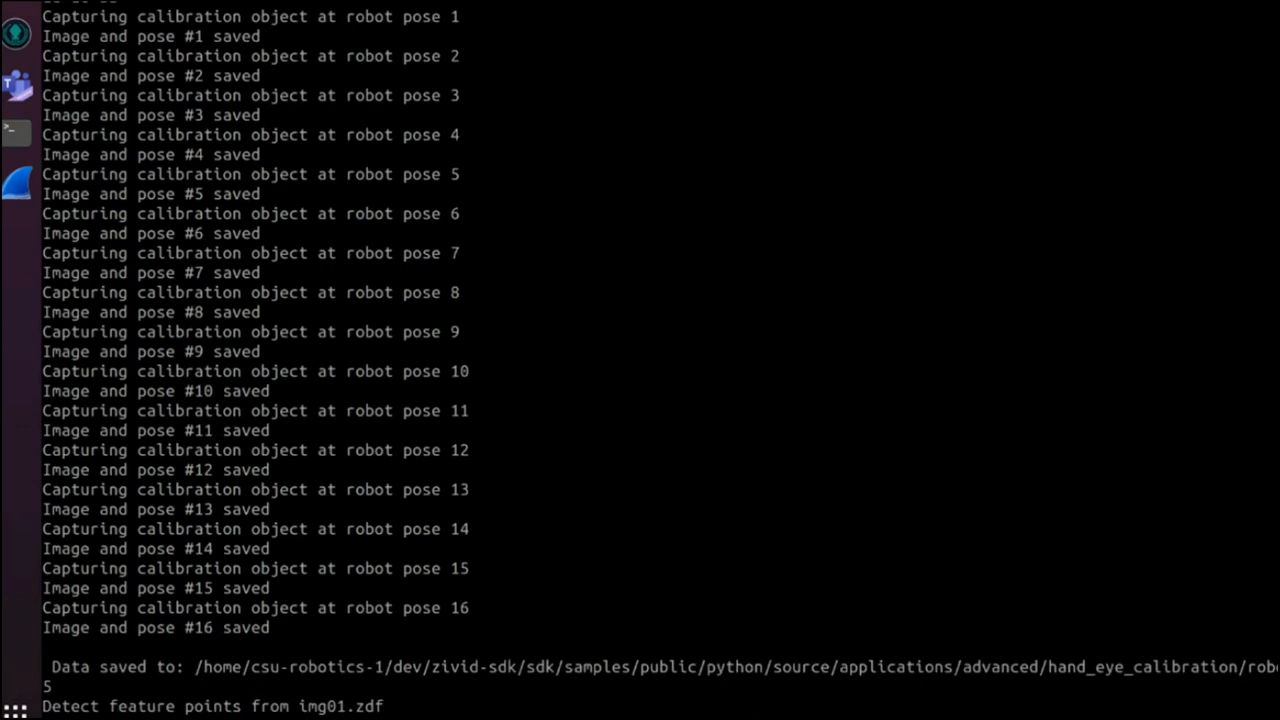 Capturing calibration object at robot pose 1
Image and pose #1 saved
Capturing calibration object at robot pose 2
Image and pose #2 saved
Capturing calibration object at robot pose 3
Image and pose #3 saved
Capturing calibration object at robot pose 4
Image and pose #4 saved
Capturing calibration object at robot pose 5
Image and pose #5 saved
Capturing calibration object at robot pose 6
Image and pose #6 saved
Capturing calibration object at robot pose 7
Image and pose #7 saved
Capturing calibration object at robot pose 8
Image and pose #8 saved
Capturing calibration object at robot pose 9
Image and pose #9 saved
Capturing calibration object at robot pose 10
Image and pose #10 saved
Capturing calibration object at robot pose 11
Image and pose #11 saved
Capturing calibration object at robot pose 12
Image and pose #12 saved
Capturing calibration object at robot pose 13
Image and pose #13 saved
Capturing calibration object at robot pose 14
Image and pose #14 saved
Capturing calibration object at robot pose 15
Image and pose #15 saved
Capturing calibration object at robot pose 16
Image and pose #16 saved
Data saved to: /home/csu-robotics-1/dev/zivid-sdk/sdk/samples/public/python/source/applications/advanced/hand_eye_calibration/robo
5
Detect feature points from img01.zdf